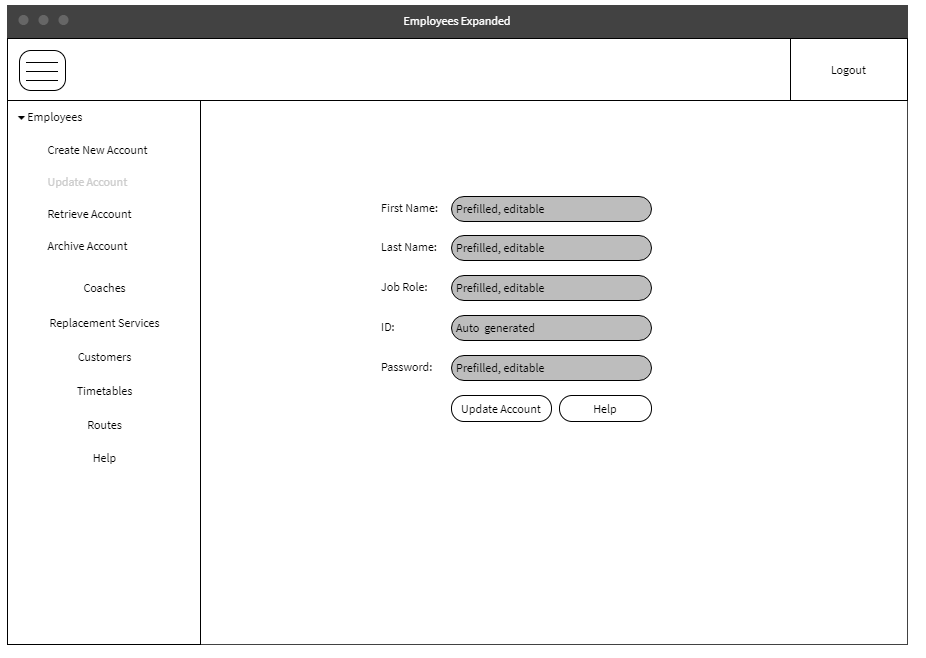 Employees Expanded
Logout
Employees
Create New Account
Update Account
Retrieve Account
Archive Account
Coaches
Replacement Services
Customers
Timetables
Routes
Help
First Name: Prefilled, editable
Last Name: Prefilled, editable
Job Role: Prefilled, editable
ID: Auto generated
Password: Prefilled, editable
Update Account Help